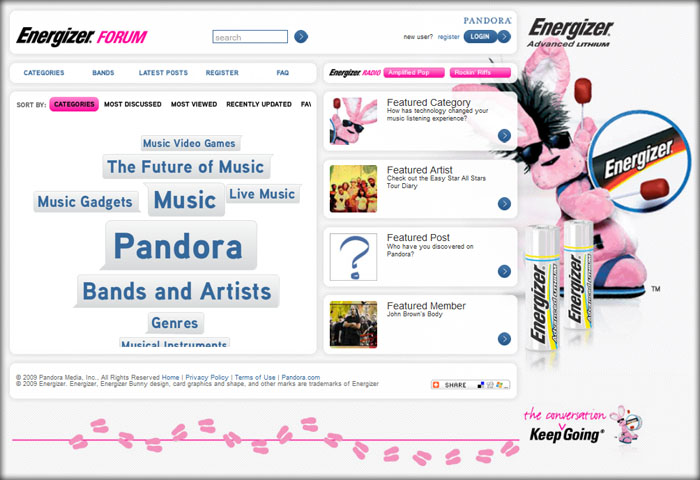 Energizer. FORUM
search
PANDORA
new user? register LOGIN
CATEGORIES BANDS LATEST POSTS REGISTER FAQ
Energizer. RADIO Amplified Pop Rockin' Riffs
SORT BY: CATEGORIES MOST DISCUSSED MOST VIEWED RECENTLY UPDATED FAV
Music Video Games
The Future of Music
Music Gadgets Music Live Music
Pandora
Bands and Artists
Genres
Musical Instruments
Featured Category
How has technology changed your
music listening experience?
Featured Artist
Check out the Easy Star All Stars
Tour Diary
Featured Post
Who have you discovered on
Pandora?
Featured Member
John Brown's Body
Energizer.
Advanced LITHIUM
Energizer
TM
Energizer. Advanced LITHIUM
Energizer. Advanced LITHIUM
© 2009 Pandora Media, Inc., All Rights Reserved Home | Privacy Policy | Terms of Use | Pandora.com
© 2009 Energizer. Energizer, Energizer Bunny design, card graphics and shape, and other marks are trademarks of Energizer
SHARE
the conversation
Keep Going®